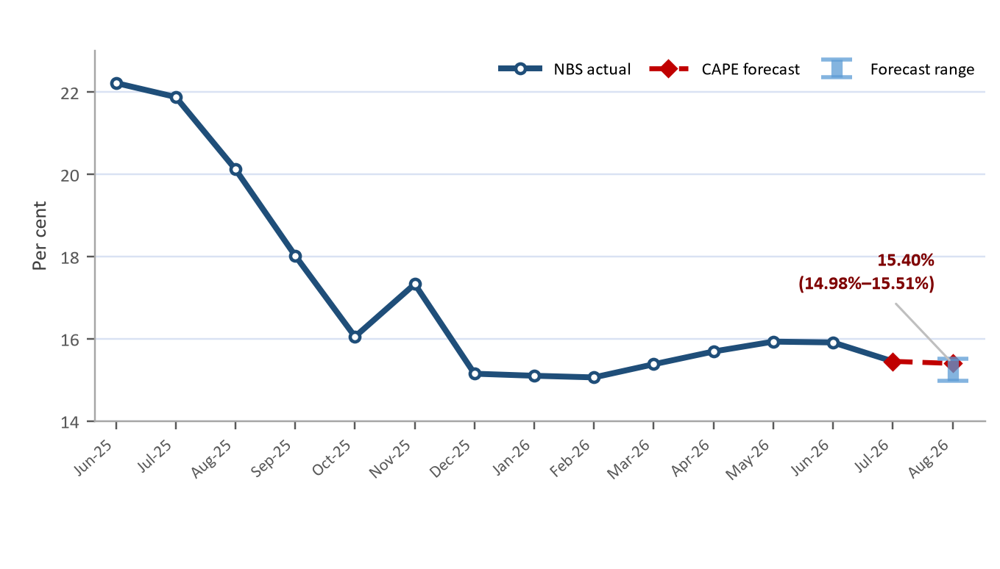 NBS actual
CAPE forecast
Forecast range
Per cent
22
20
18
16
14
15.40%
(14.98%–15.51%)
Jun-25
Jul-25
Aug-25
Sep-25
Oct-25
Nov-25
Dec-25
Jan-26
Feb-26
Mar-26
Apr-26
May-26
Jun-26
Jul-26
Aug-26